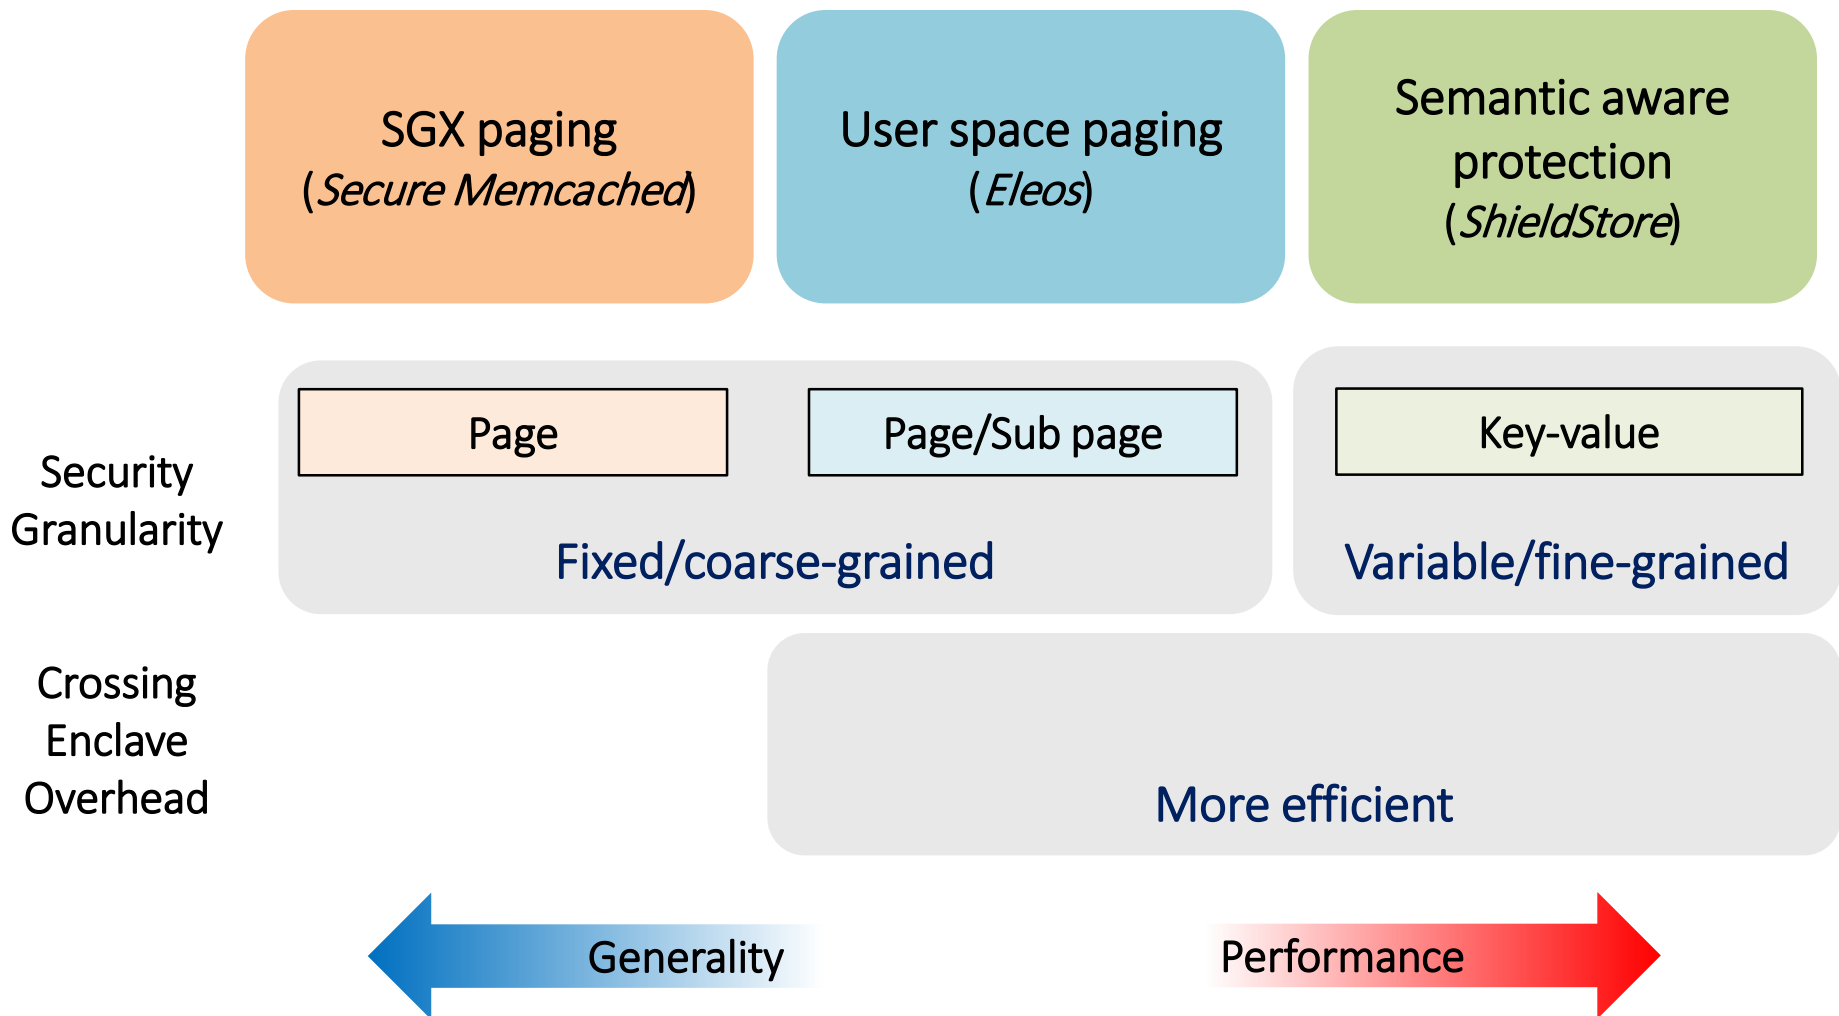 SGX paging
(Secure Memcached)
User space paging
(Eleos)
Semantic aware
protection
(ShieldStore)
Security
Granularity
Page
Page/Sub page
Key-value
Fixed/coarse-grained
Variable/fine-grained
Crossing
Enclave
Overhead
More efficient
Generality
Performance